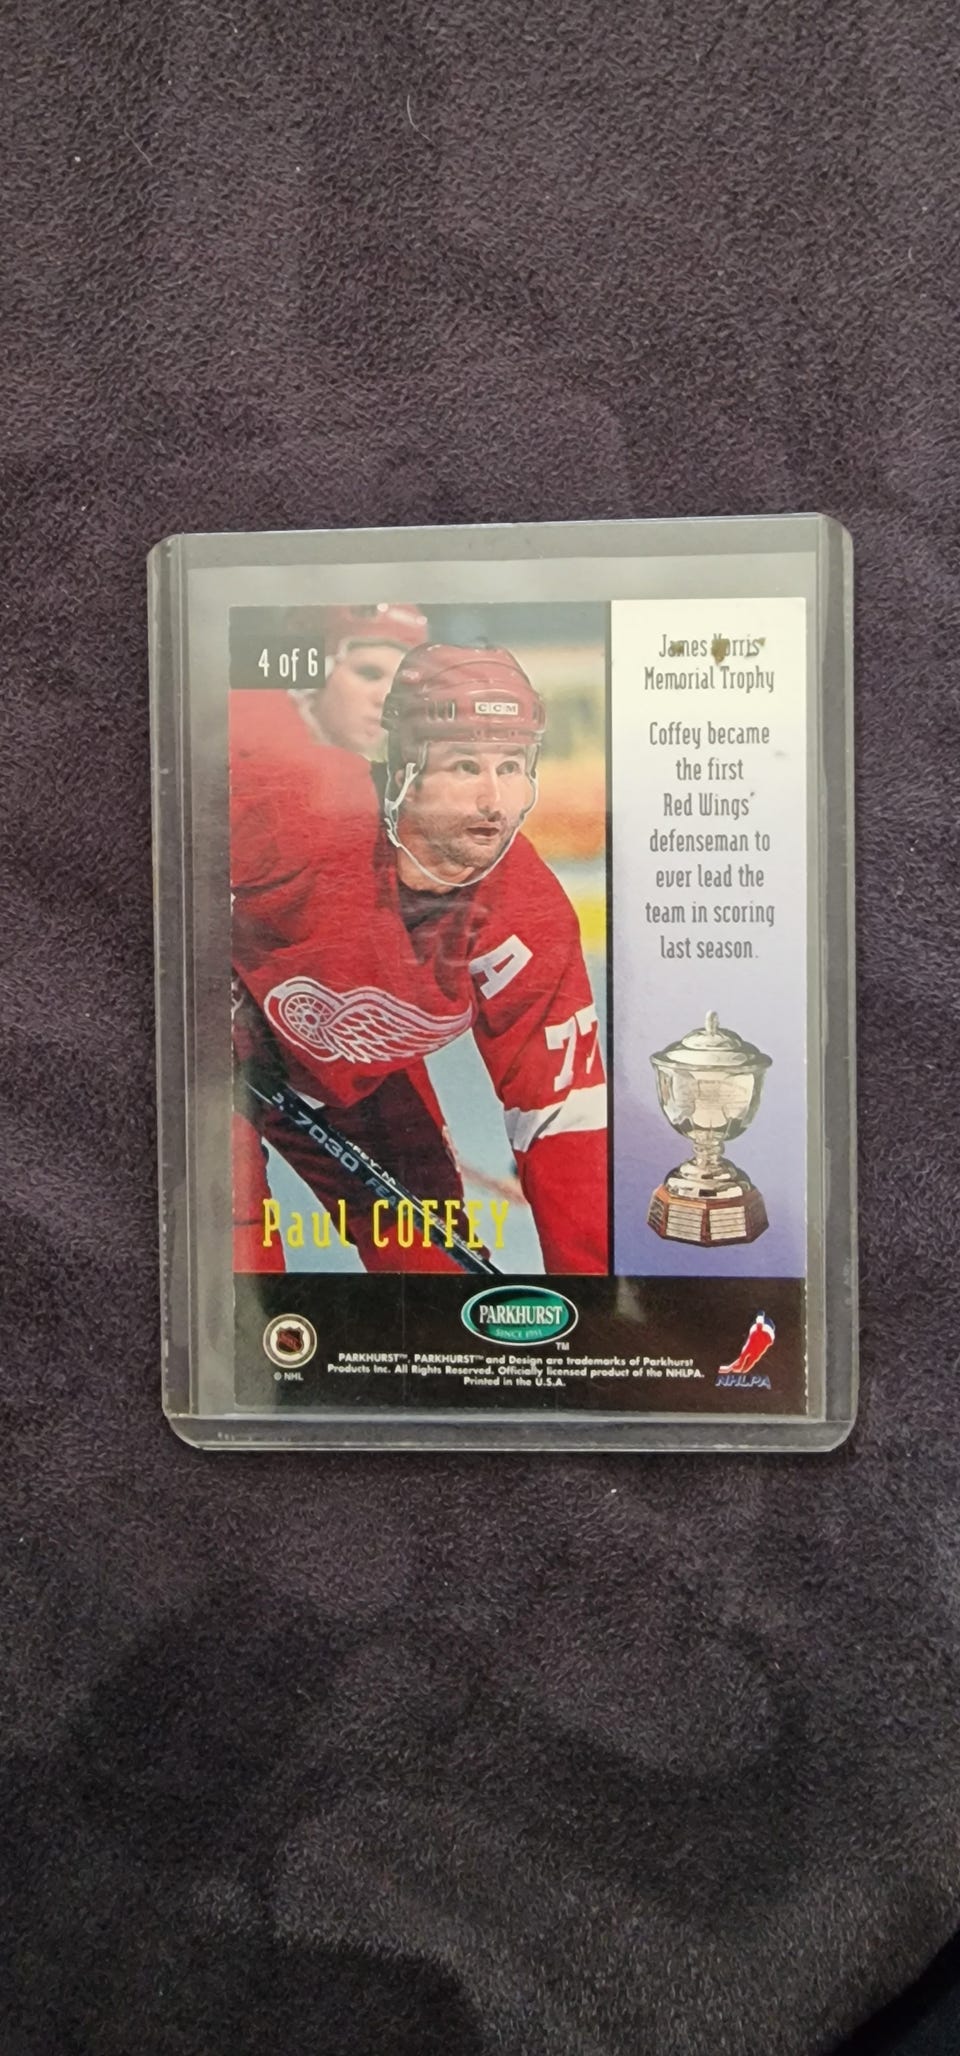 4 of 6
CCM
A
77
7030
Paul COFFEY
James Norris
Memorial Trophy
Coffey became
the first
Red Wings'
defenseman to
ever lead the
team in scoring
last season.
PARKHURST
SINCE 1951
TM
© NHL
PARKHURST™, PARKHURST™ and Design are trademarks of Parkhurst
Products Inc. All Rights Reserved. Officially licensed product of the NHLPA.
Printed in the U.S.A.
NHLPA